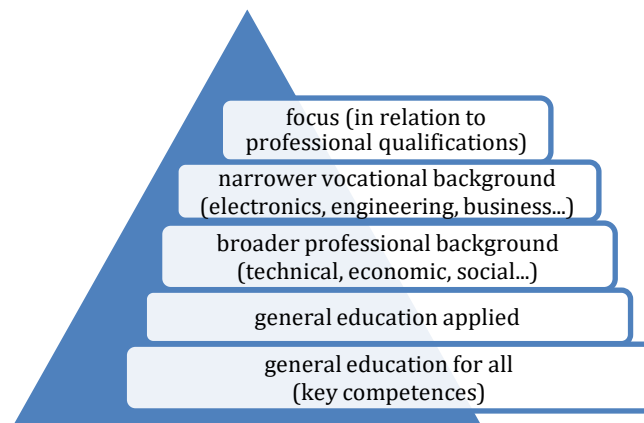 focus (in relation to
professional qualifications)
narrower vocational background
(electronics, engineering, business...)
broader professional background
(technical, economic, social...)
general education applied
general education for all
(key competences)